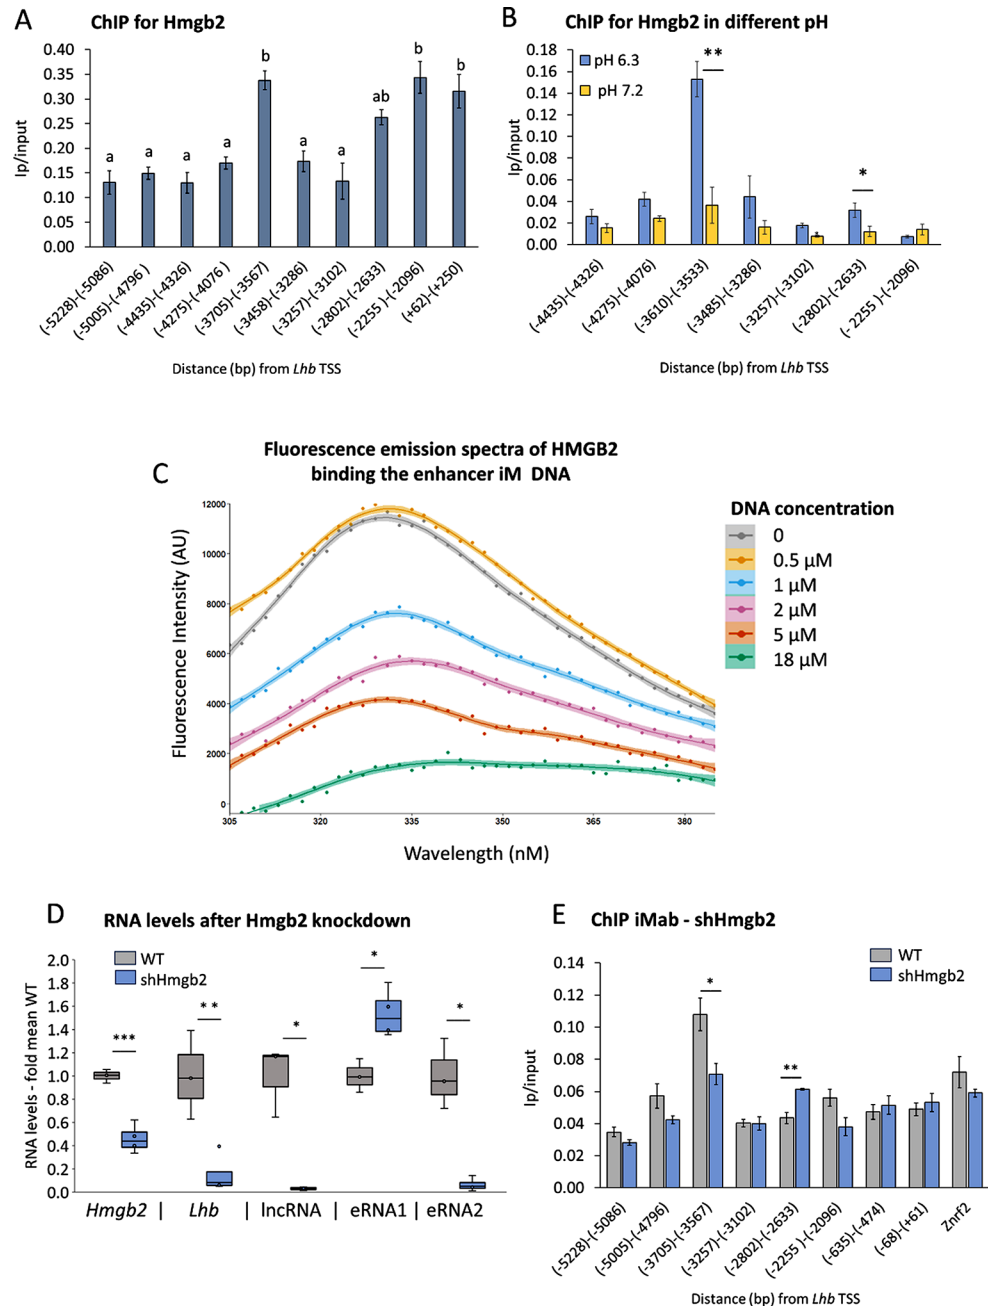 A
ChIP for Hmgb2
Ip/input
0.40
0.35
0.30
0.25
0.20
0.15
0.10
0.05
0.00
a
a
a
a
b
a
a
ab
b
b
(-5228)-(-5086)
(-5005)-(-4796 )
(-4435)-(-4326)
(-4275)-(-4076 )
(-3705)-(-3567)
(-3458)-(-3286)
(-3257)-(-3102)
(-2802)-(-2633)
(-2255 )-(-2096)
(+62)-(+250)
Distance (bp) from Lhb TSS
B
ChIP for Hmgb2 in different pH
Ip/input
0.18
0.16
0.14
0.12
0.10
0.08
0.06
0.04
0.02
0.00
pH 6.3
pH 7.2
**
*
(-4435)-(-4326)
(-4275)-(-4076)
(-3610)-(-3533)
(-3485)-(-3286)
(-3257)-(-3102)
(-2802)-(-2633)
(- 2255 )-(-2096)
Distance (bp) from Lhb TSS
C
Fluorescence emission spectra of HMGB2
binding the enhancer iM DNA
Fluorescence Intensity (AU)
12000
10000
8000
6000
4000
2000
0
305
320
335
350
365
380
Wavelength (nM)
DNA concentration
0
0.5 µM
1 µM
2 µM
5 µM
18 µM
D
RNA levels after Hmgb2 knockdown
RNA levels - fold mean WT
2.0
1.8
1.6
1.4
1.2
1.0
0.8
0.6
0.4
0.2
0.0
WT
shHmgb2
***
* *
*
*
*
Hmgb2 | Lhb | lncRNA | eRNA1 | eRNA2
E
ChIP iMab - shHmgb2
Ip/input
0.14
0.12
0.10
0.08
0.06
0.04
0.02
0.00
WT
shHmgb2
*
**
(-5228)-(-5086)
(-5005)-(-4796)
(-3705)-(-3567)
(-3257)-(-3102)
(-2802)-(-2633)
(-2255 )-(-2096)
(-635)-(-474)
(-68)-(+61)
Znrf2
Distance (bp) from Lhb TSS